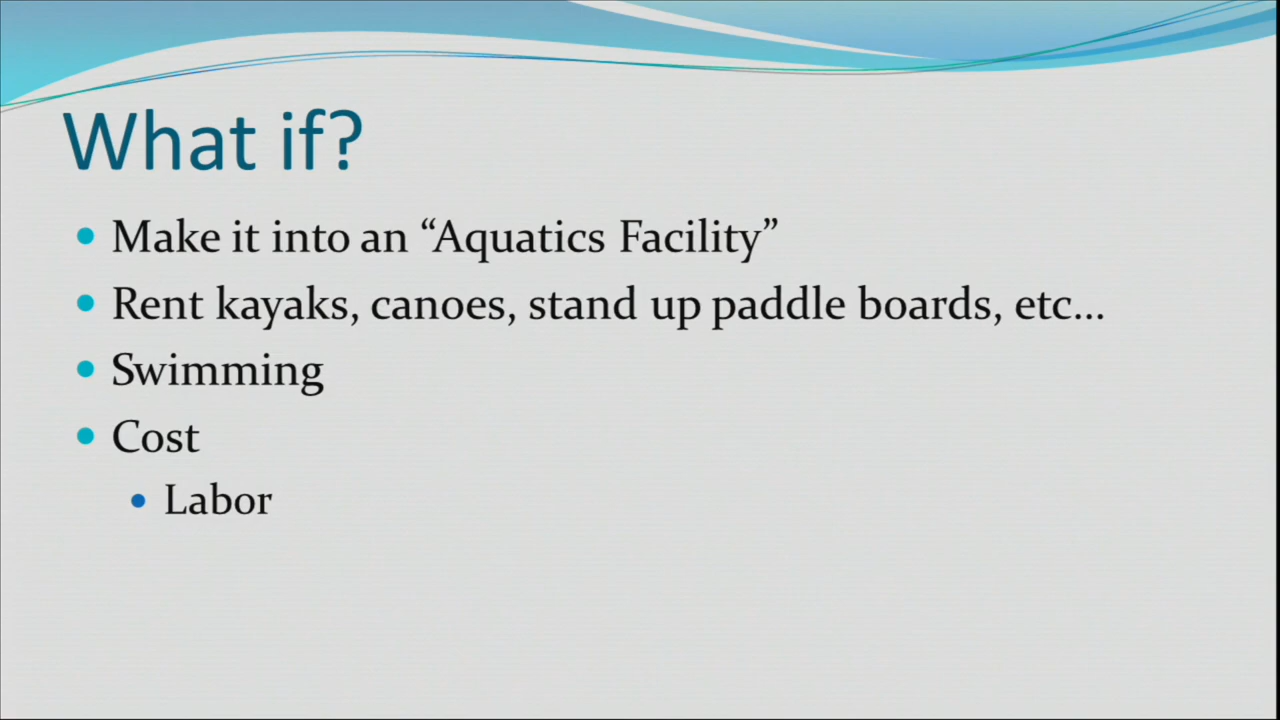 What if?
Make it into an “Aquatics Facility”
Rent kayaks, canoes, stand up paddle boards, etc…
Swimming
Cost
Labor